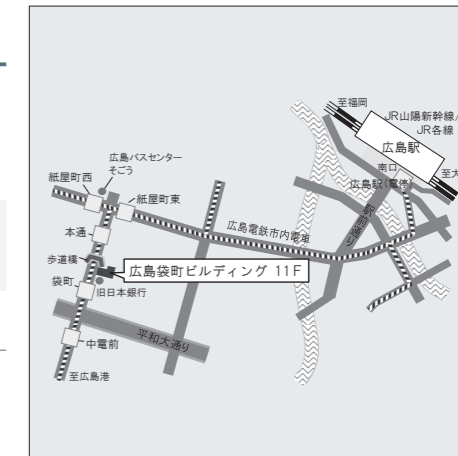 至福岡
JR山陽新幹線/
JR各線
広島駅
南口
至大
広島駅(電停)
駅前通り
広島バスセンター
そごう
紙屋町西
紙屋町東
広島電鉄市内電車
本通
歩道橋
広島袋町ビルディング 11F
袋町
旧日本銀行
平和大通り
中電前
至広島港